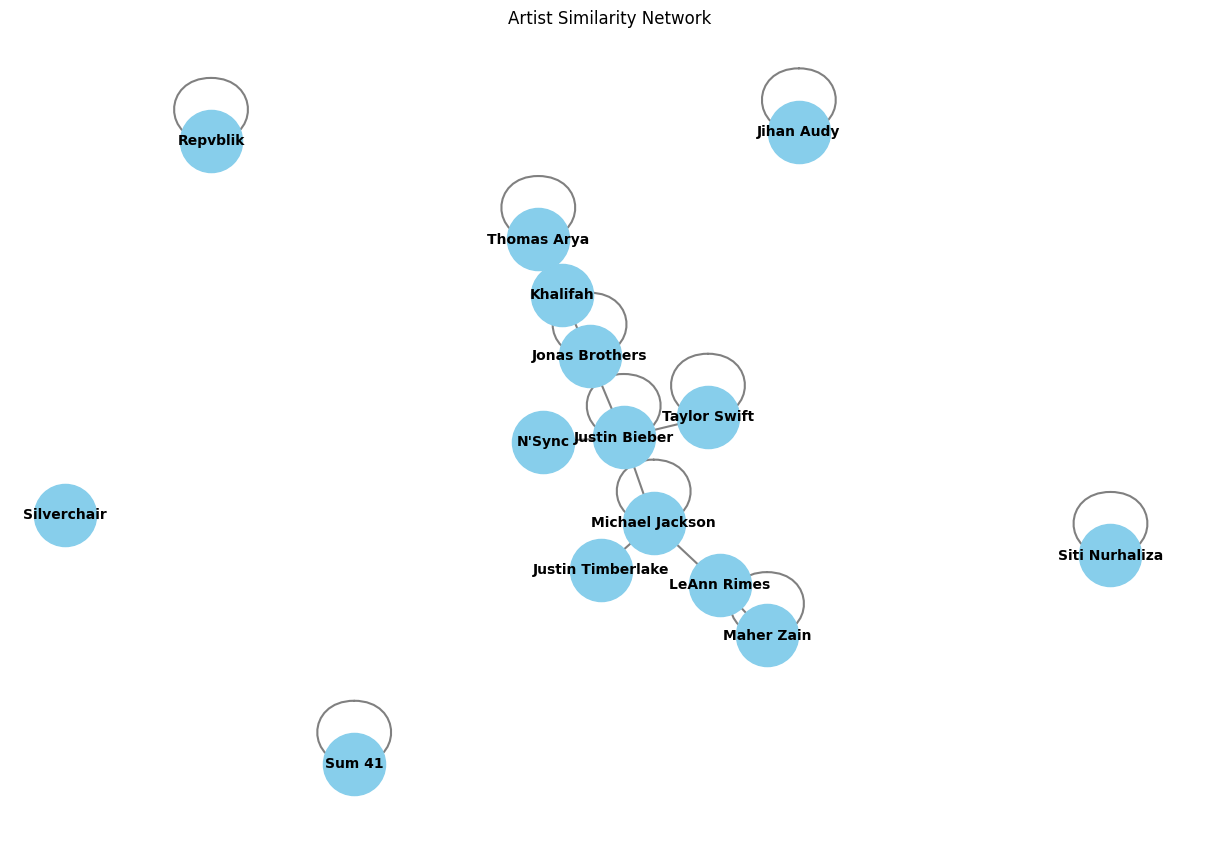 Artist Similarity Network
Jihan Audy
Repvblik
Thomas Arya
Khalifah
Jonas Brothers
Taylor Swift
Justin Bieber
N'Sync
Silverchair
Michael Jackson
Siti Nurhaliza
Justin Timberlake
LeAnn Rimes
Maher Zain
Sum 41